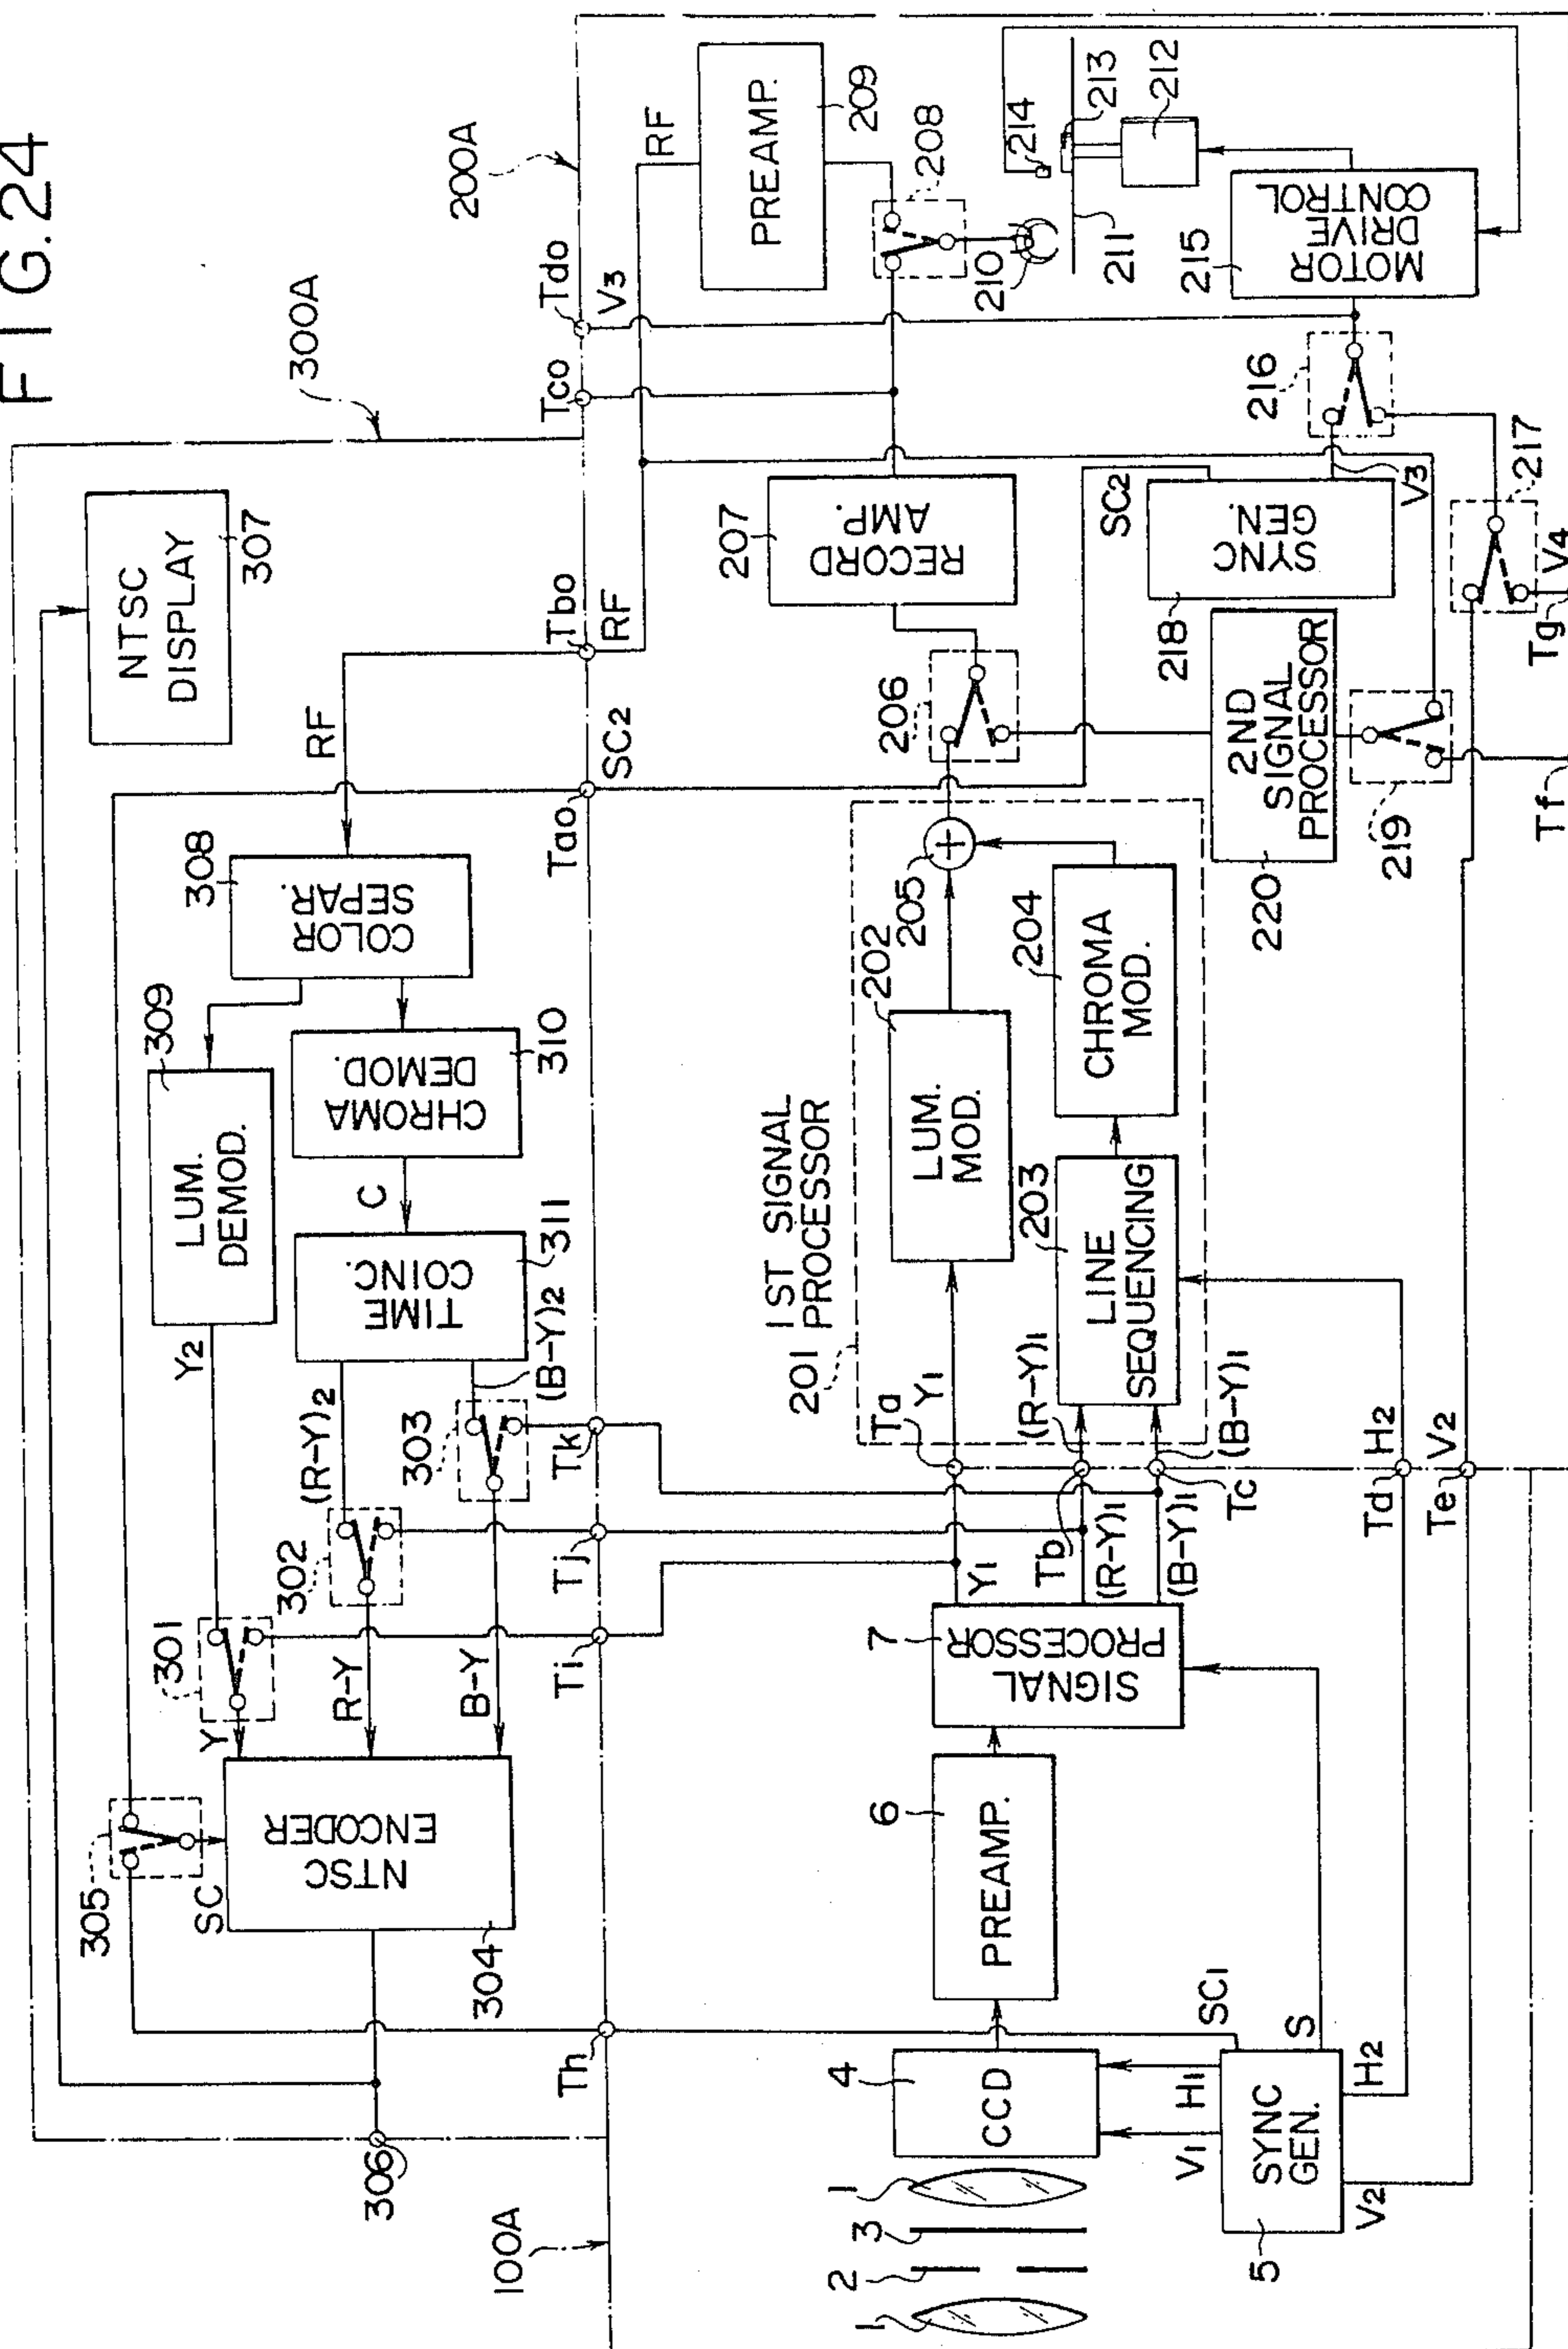 FIG.24
300A
200A
100A
NTSC
DISPLAY
307
RF
308
COLOR
SEPAR.
309
LUM.
DEMOD.
310
CHROMA
DEMOD.
C
311
TIME
COINC.
Y2
(R-Y)2
(B-Y)2
301
302
303
Y
R-Y
B-Y
305
SC
NTSC
ENCODER
304
306
Th
Ti
Tj
Tk
Tao
SC2
Tbo
RF
Tco
Tdo
V3
RF
PREAMP.
209
208
210
214
213
212
211
215
MOTOR
DRIVE
CONTROL
216
217
207
RECORD
AMP.
SC2
SYNC
GEN.
218
V3
V4
Tg
206
2ND
SIGNAL
PROCESSOR
220
219
Tf
1ST SIGNAL
PROCESSOR
201
202
LUM.
MOD.
205
204
CHROMA
MOD.
203
LINE
SEQUENCING
Ta
Y1
(R-Y)1
(B-Y)1
Tb
Tc
Td
H2
Te
V2
Y1
(R-Y)1
(B-Y)1
7
SIGNAL
PROCESSOR
6
PREAMP.
4
CCD
V1
H1
SC1
S
SYNC
GEN.
5
H2
V2
1
2
3
1